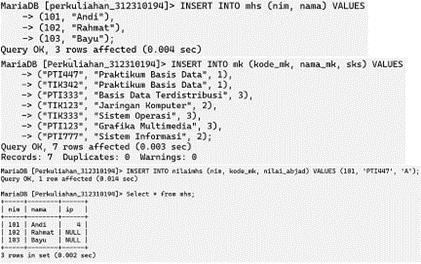 MariaDB [perkuliahan_312310194]> INSERT INTO mhs (nim, nama) VALUES
-> (101, "Andi"),
-> (102, "Rahmat"),
-> (103, "Bayu");
Query OK, 3 rows affected (0.004 sec)
MariaDB [Perkuliahan_312310194]> INSERT INTO mk (kode_mk, nama_mk, sks) VALUES
-> ("PTI447", "Praktikum Basis Data", 1),
-> ("TIK342", "Praktikum Basis Data", 1),
-> ("PTI333", "Basis Data Terdistribusi", 3),
-> ("TIK123", "Jaringan Komputer", 2),
-> ("TIK333", "Sistem Operasi", 3),
-> ("PTI123", "Grafika Multimedia", 3),
-> ("PTI777", "Sistem Informasi", 2);
Query OK, 7 rows affected (0.003 sec)
Records: 7  Duplicates: 0  Warnings: 0
MariaDB [Perkuliahan_312310194]> INSERT INTO nilaimhs (nim, kode_mk, nilai_abjad) VALUES (101, 'PTI447', 'A');
Query OK, 1 row affected (0.014 sec)
MariaDB [Perkuliahan_312310194]> Select * from mhs;
+-----+--------+------+
| nim | nama | ip |
+-----+--------+------+
| 101 | Andi | 4 |
| 102 | Rahmat | NULL |
| 103 | Bayu | NULL |
+-----+--------+------+
3 rows in set (0.002 sec)